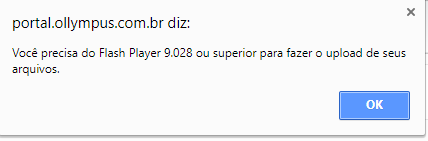 portal.ollympus.com.br diz:
Você precisa do Flash Player 9.028 ou superior para fazer o upload de seus
arquivos.
OK